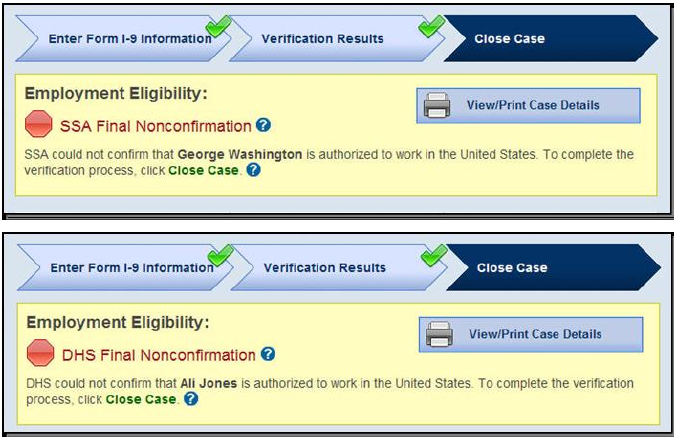 Enter Form I-9 Information Verification Results Close Case
Employment Eligibility:
View/Print Case Details
SSA Final Nonconfirmation ?
SSA could not confirm that George Washington is authorized to work in the United States. To complete the
verification process, click Close Case. ?
Enter Form I-9 Information Verification Results Close Case
Employment Eligibility:
View/Print Case Details
DHS Final Nonconfirmation ?
DHS could not confirm that Ali Jones is authorized to work in the United States. To complete the verification
process, click Close Case. ?